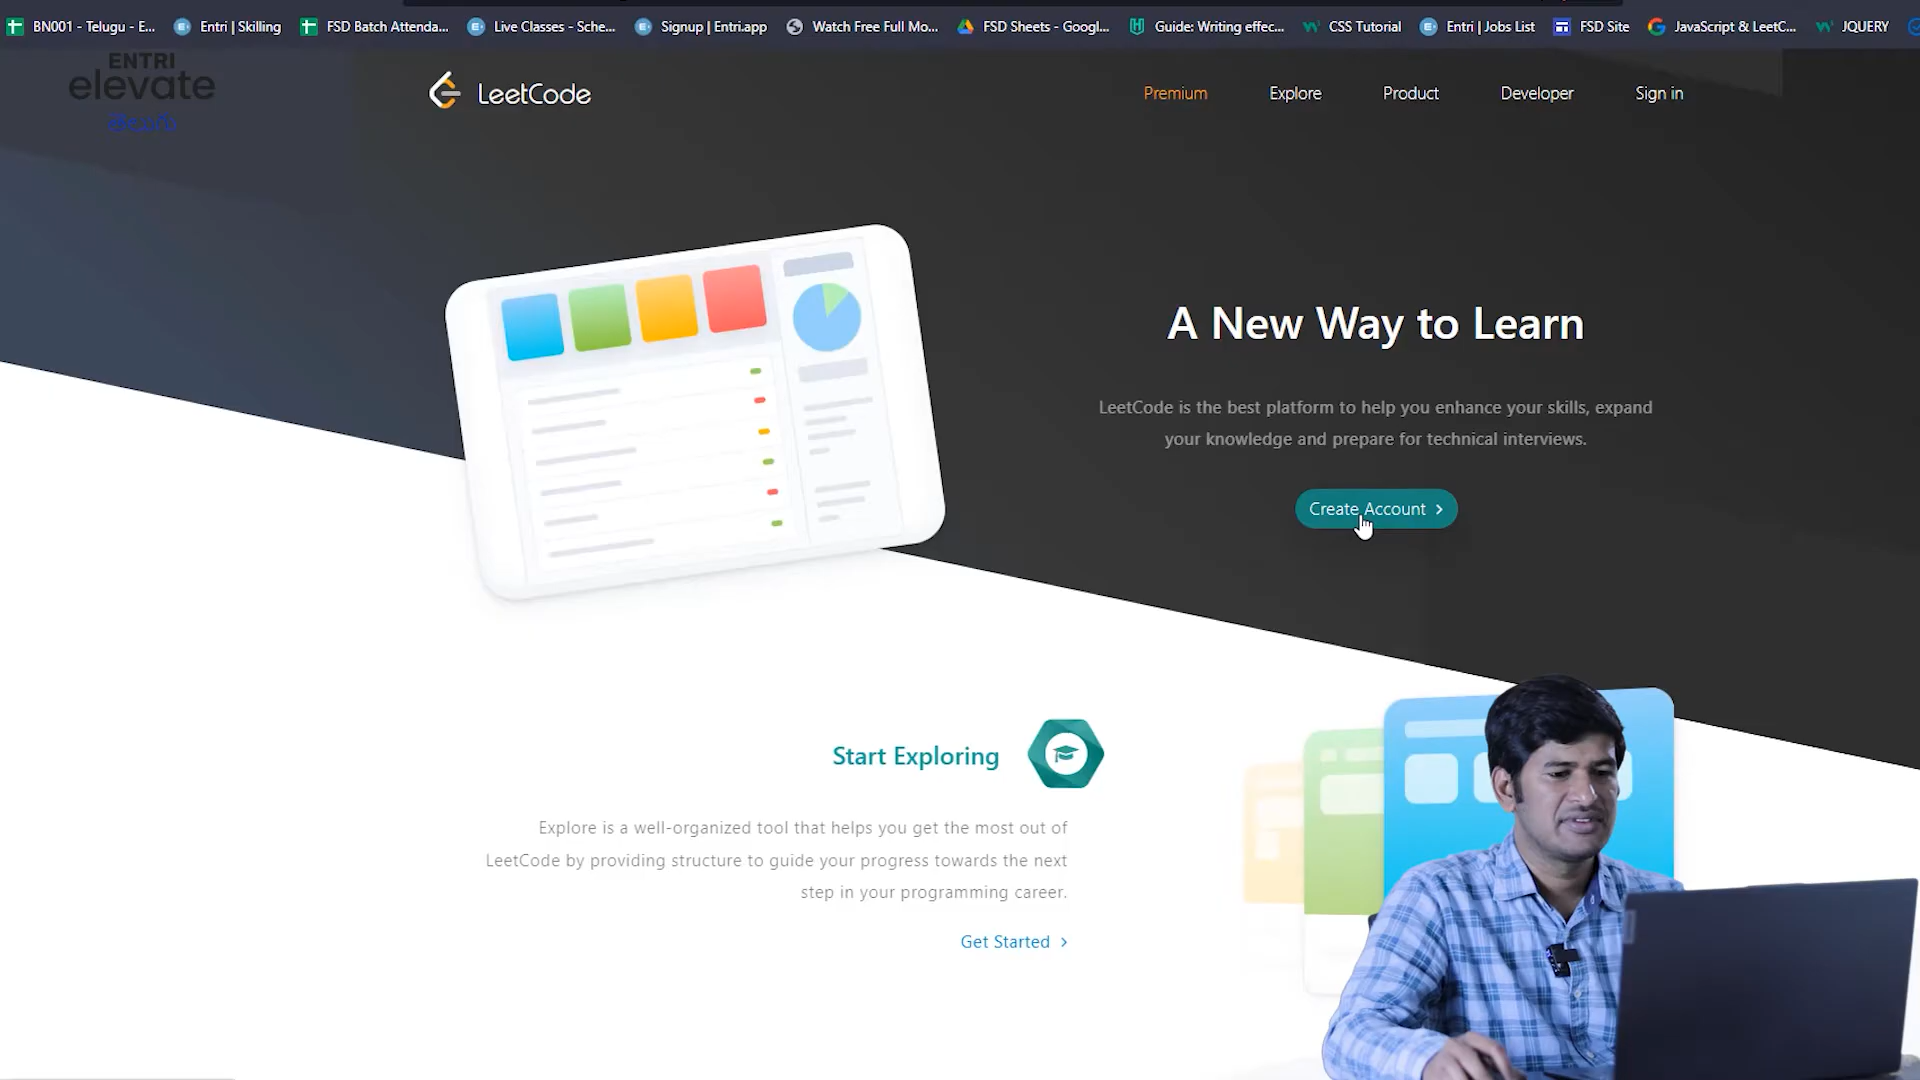 BN001 - Telugu - E...
Entri | Skilling
FSD Batch Attenda...
Live Classes - Sche...
Signup | Entri.app
Watch Free Full Mo...
FSD Sheets - Googl...
Guide: Writing effec...
CSS Tutorial
Entri | Jobs List
FSD Site
JavaScript & LeetC...
JQUERY
ENTRI
elevate
తెలుగు
LeetCode
Premium
Explore
Product
Developer
Sign in
A New Way to Learn
LeetCode is the best platform to help you enhance your skills, expand
your knowledge and prepare for technical interviews.
Create Account
Start Exploring
Explore is a well-organized tool that helps you get the most out of
LeetCode by providing structure to guide your progress towards the next
step in your programming career.
Get Started